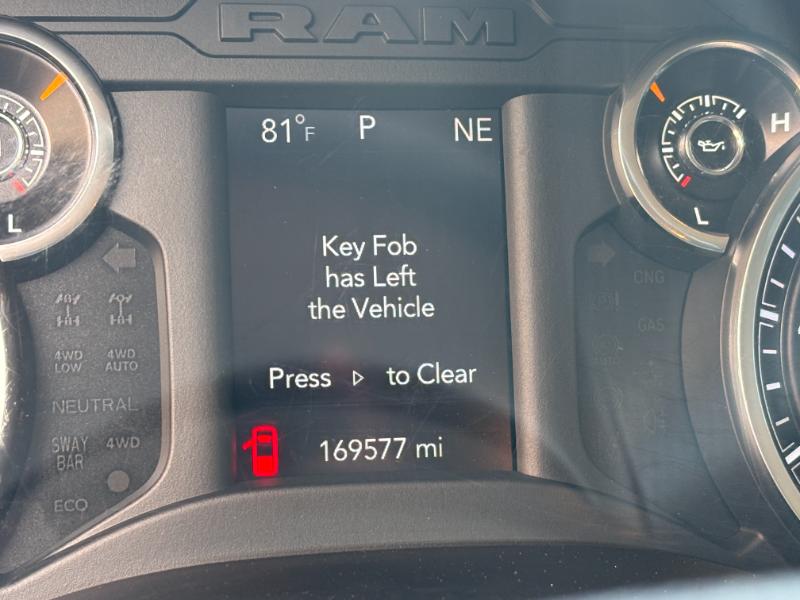 RAM
81°F P NE
H
L
L
Key Fob
has Left
the Vehicle
Press ▷ to Clear
169577 mi
CNG
GAS
4WD LOW
4WD AUTO
NEUTRAL
SWAY BAR
4WD
ECO